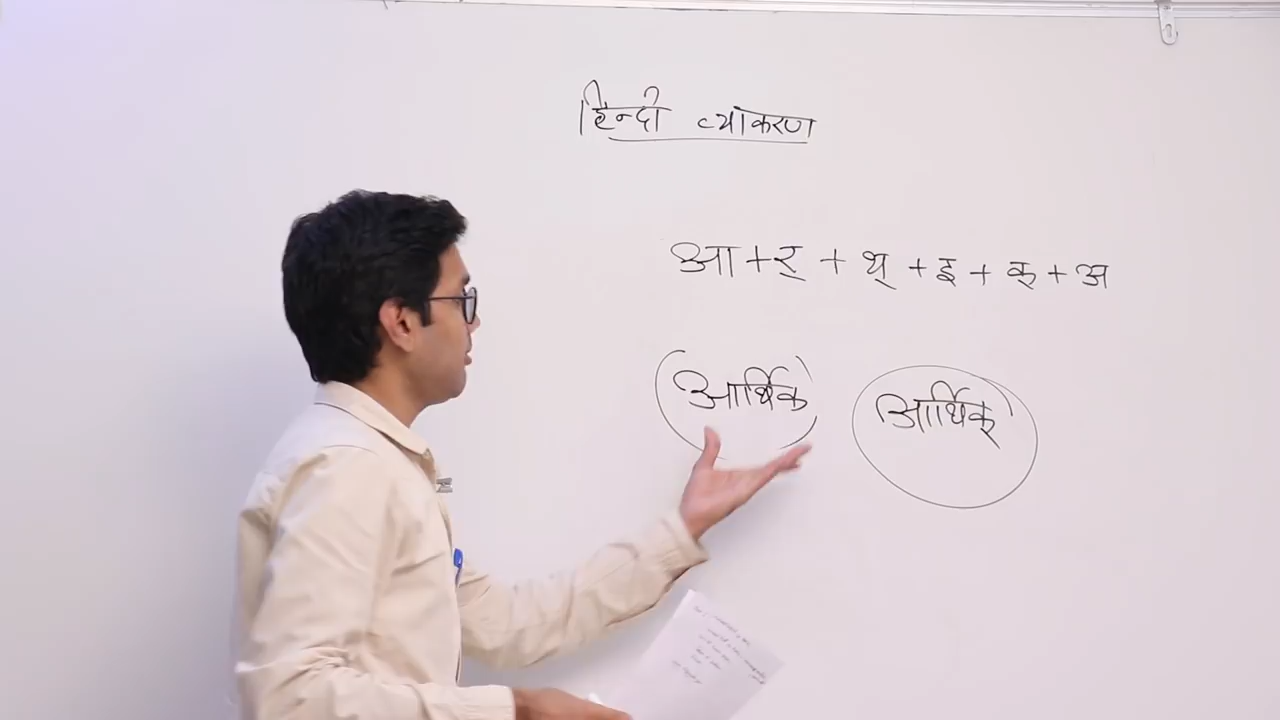 हिन्दी व्याकरण
आ + र् + थ् + इ + क् + अ
(आर्थिक) आर्थिक्